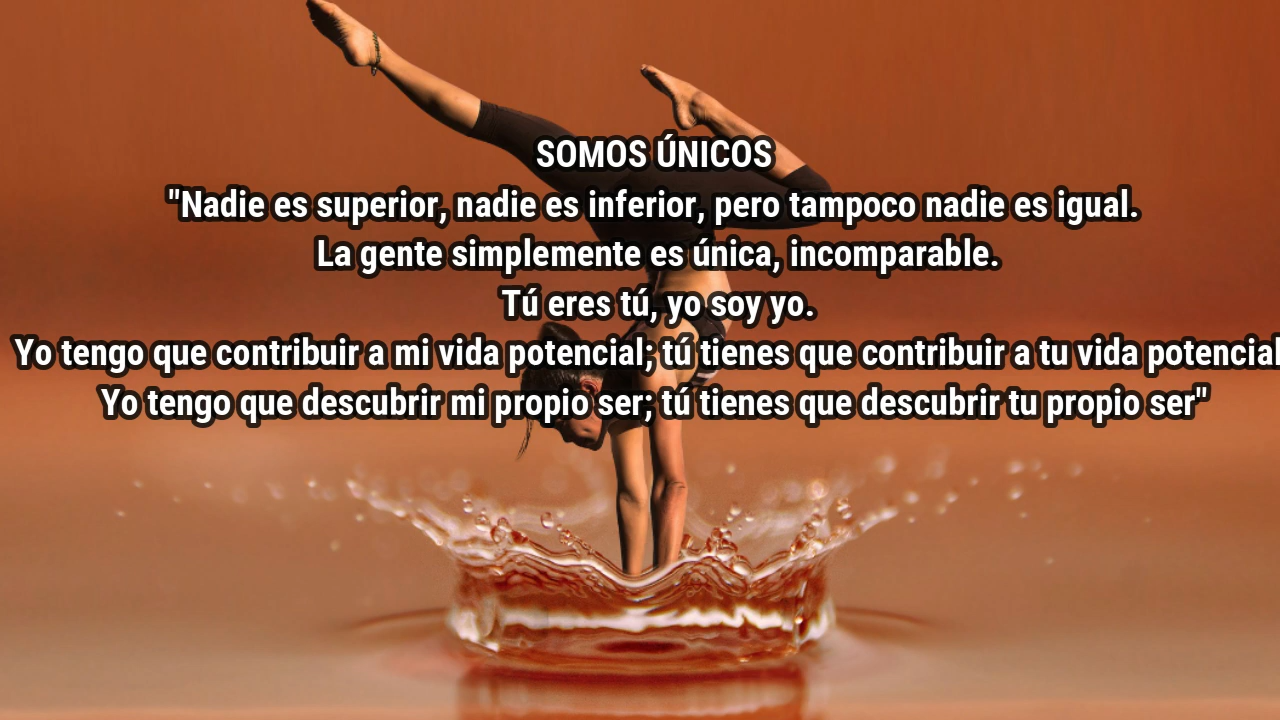 SOMOS ÚNICOS
"Nadie es superior, nadie es inferior, pero tampoco nadie es igual.
La gente simplemente es única, incomparable.
Tú eres tú, yo soy yo.
Yo tengo que contribuir a mi vida potencial; tú tienes que contribuir a tu vida potencial
Yo tengo que descubrir mi propio ser; tú tienes que descubrir tu propio ser"